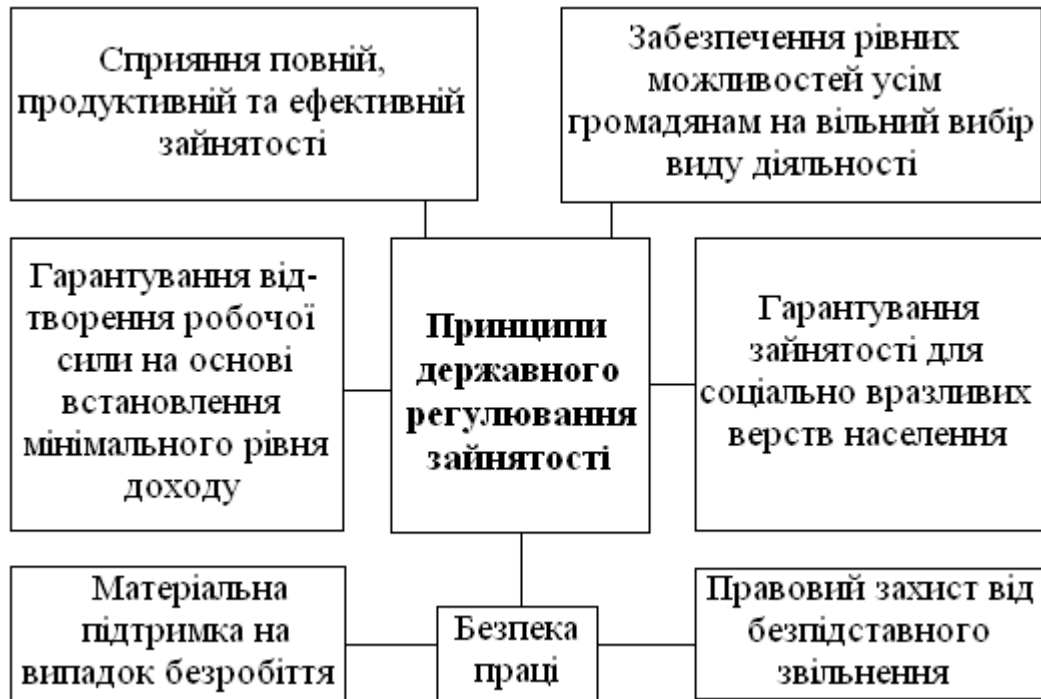 Сприяння повній,
продуктивній та ефективній
зайнятості
Забезпечення рівних
можливостей усім
громадянам на вільний вибір
виду діяльності
Гарантування від-
творення робочої
сили на основі
встановлення
мінімального рівня
доходу
Принципи
державного
регулювання
зайнятості
Гарантування
зайнятості для
соціально вразливих
верств населення
Матеріальна
підтримка на
випадок безробіття
Безпека
праці
Правовий захист від
безпідставного
звільнення